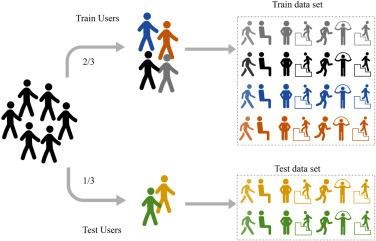 Train Users
Train data set
2/3
1/3
Test data set
Test Users